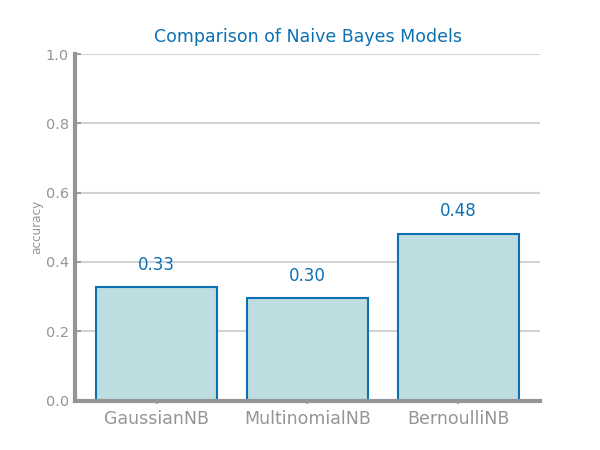 Comparison of Naive Bayes Models
1.0
0.8
0.6
0.4
0.2
0.0
accuracy
0.33
0.30
0.48
GaussianNB
MultinomialNB
BernoulliNB